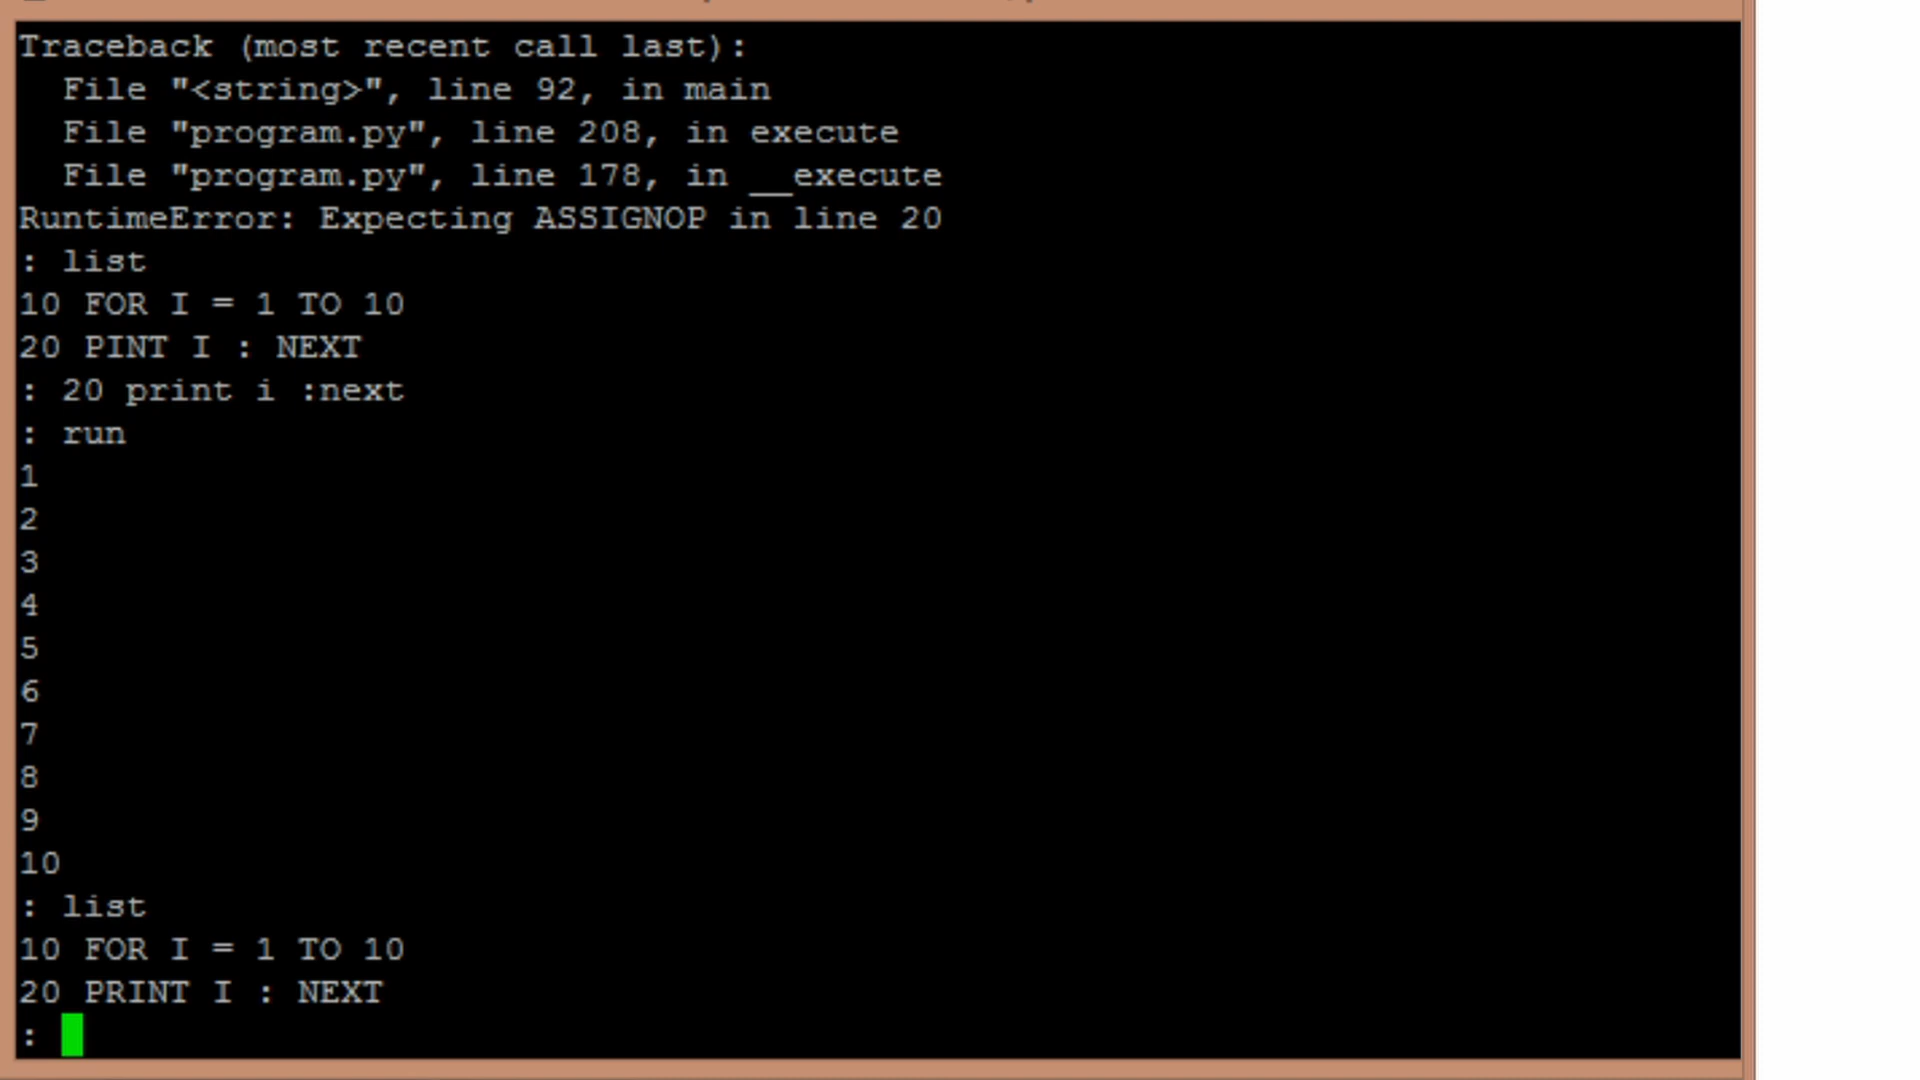 Traceback (most recent call last):
  File "<string>", line 92, in main
  File "program.py", line 208, in execute
  File "program.py", line 178, in __execute
RuntimeError: Expecting ASSIGNOP in line 20
: list
10 FOR I = 1 TO 10
20 PINT I : NEXT
: 20 print i :next
: run
1
2
3
4
5
6
7
8
9
10
: list
10 FOR I = 1 TO 10
20 PRINT I : NEXT
: